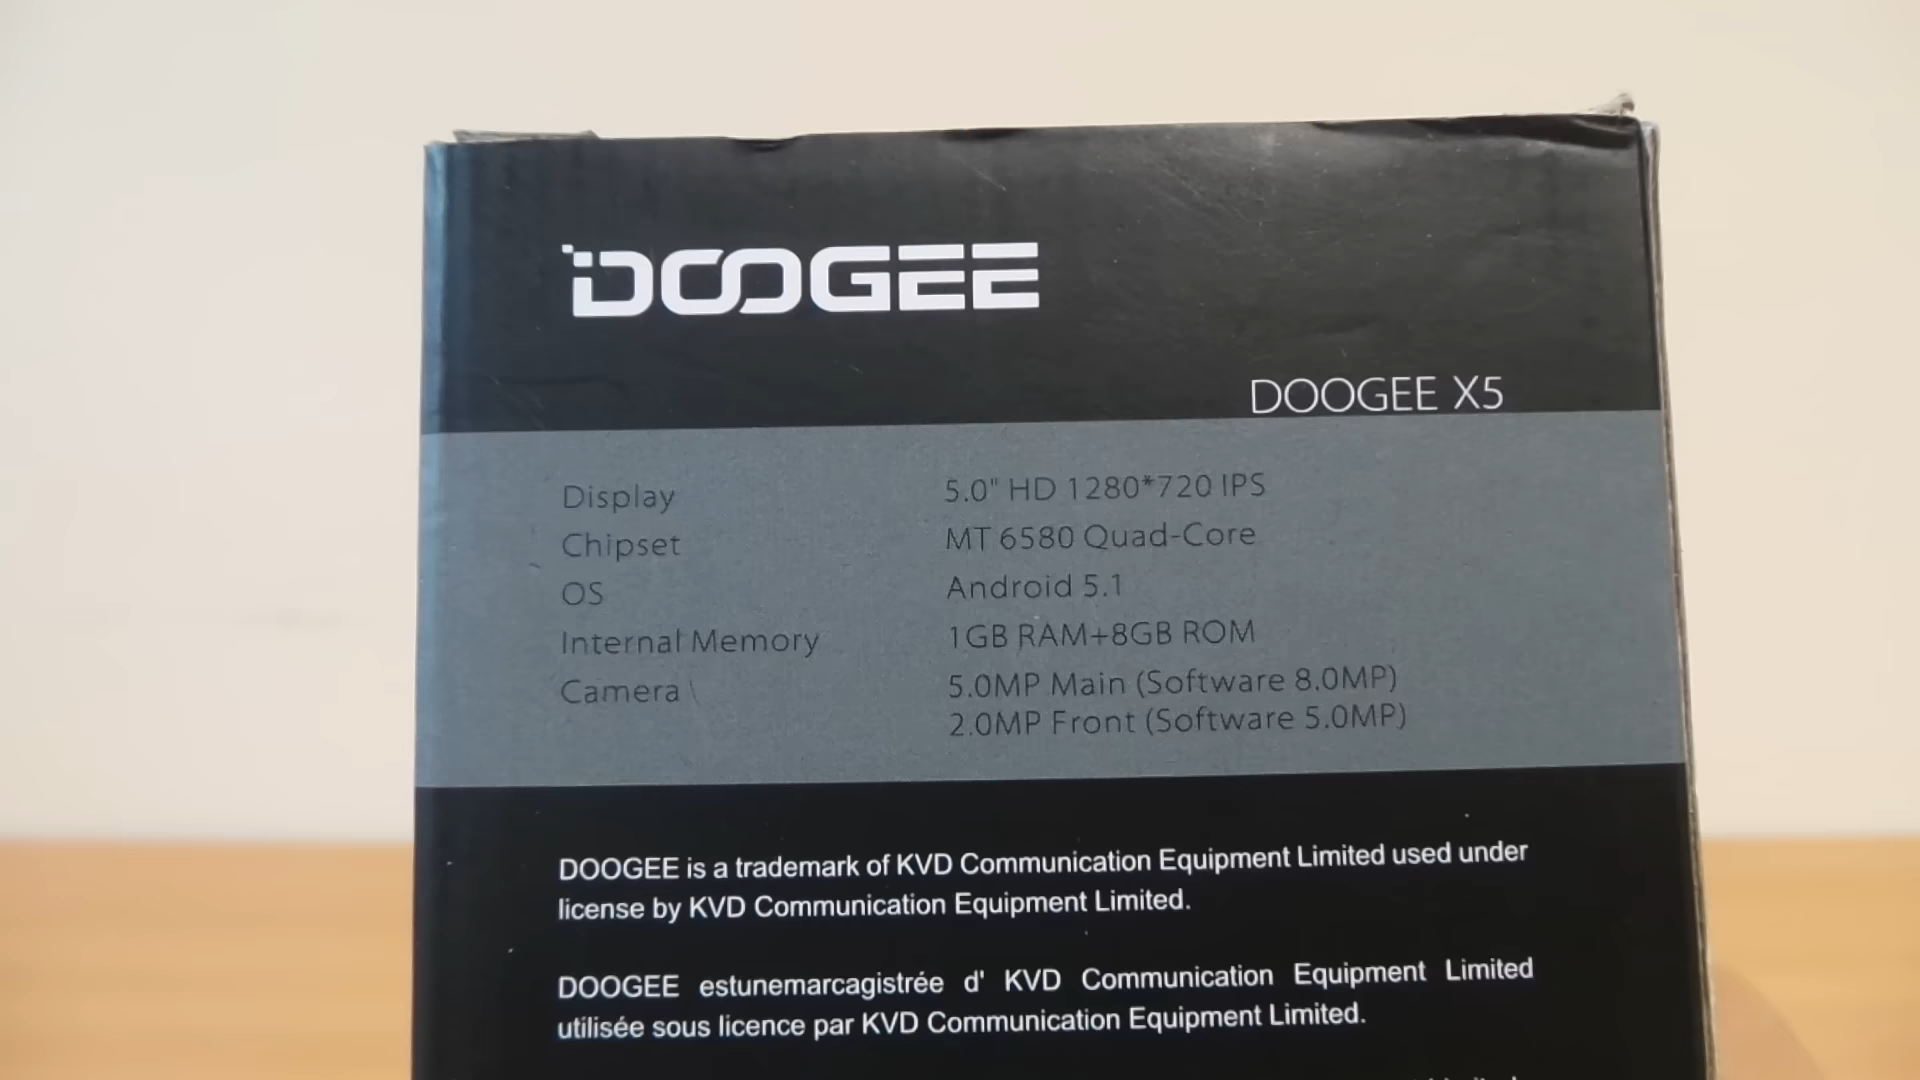 DOOGEE
DOOGEE X5
Display 5.0" HD 1280*720 IPS
Chipset MT 6580 Quad-Core
OS Android 5.1
Internal Memory 1GB RAM+8GB ROM
Camera 5.0MP Main (Software 8.0MP)
2.0MP Front (Software 5.0MP)
DOOGEE is a trademark of KVD Communication Equipment Limited used under
license by KVD Communication Equipment Limited.
DOOGEE estunemarcagistrée d' KVD Communication Equipment Limited
utilisée sous licence par KVD Communication Equipment Limited.